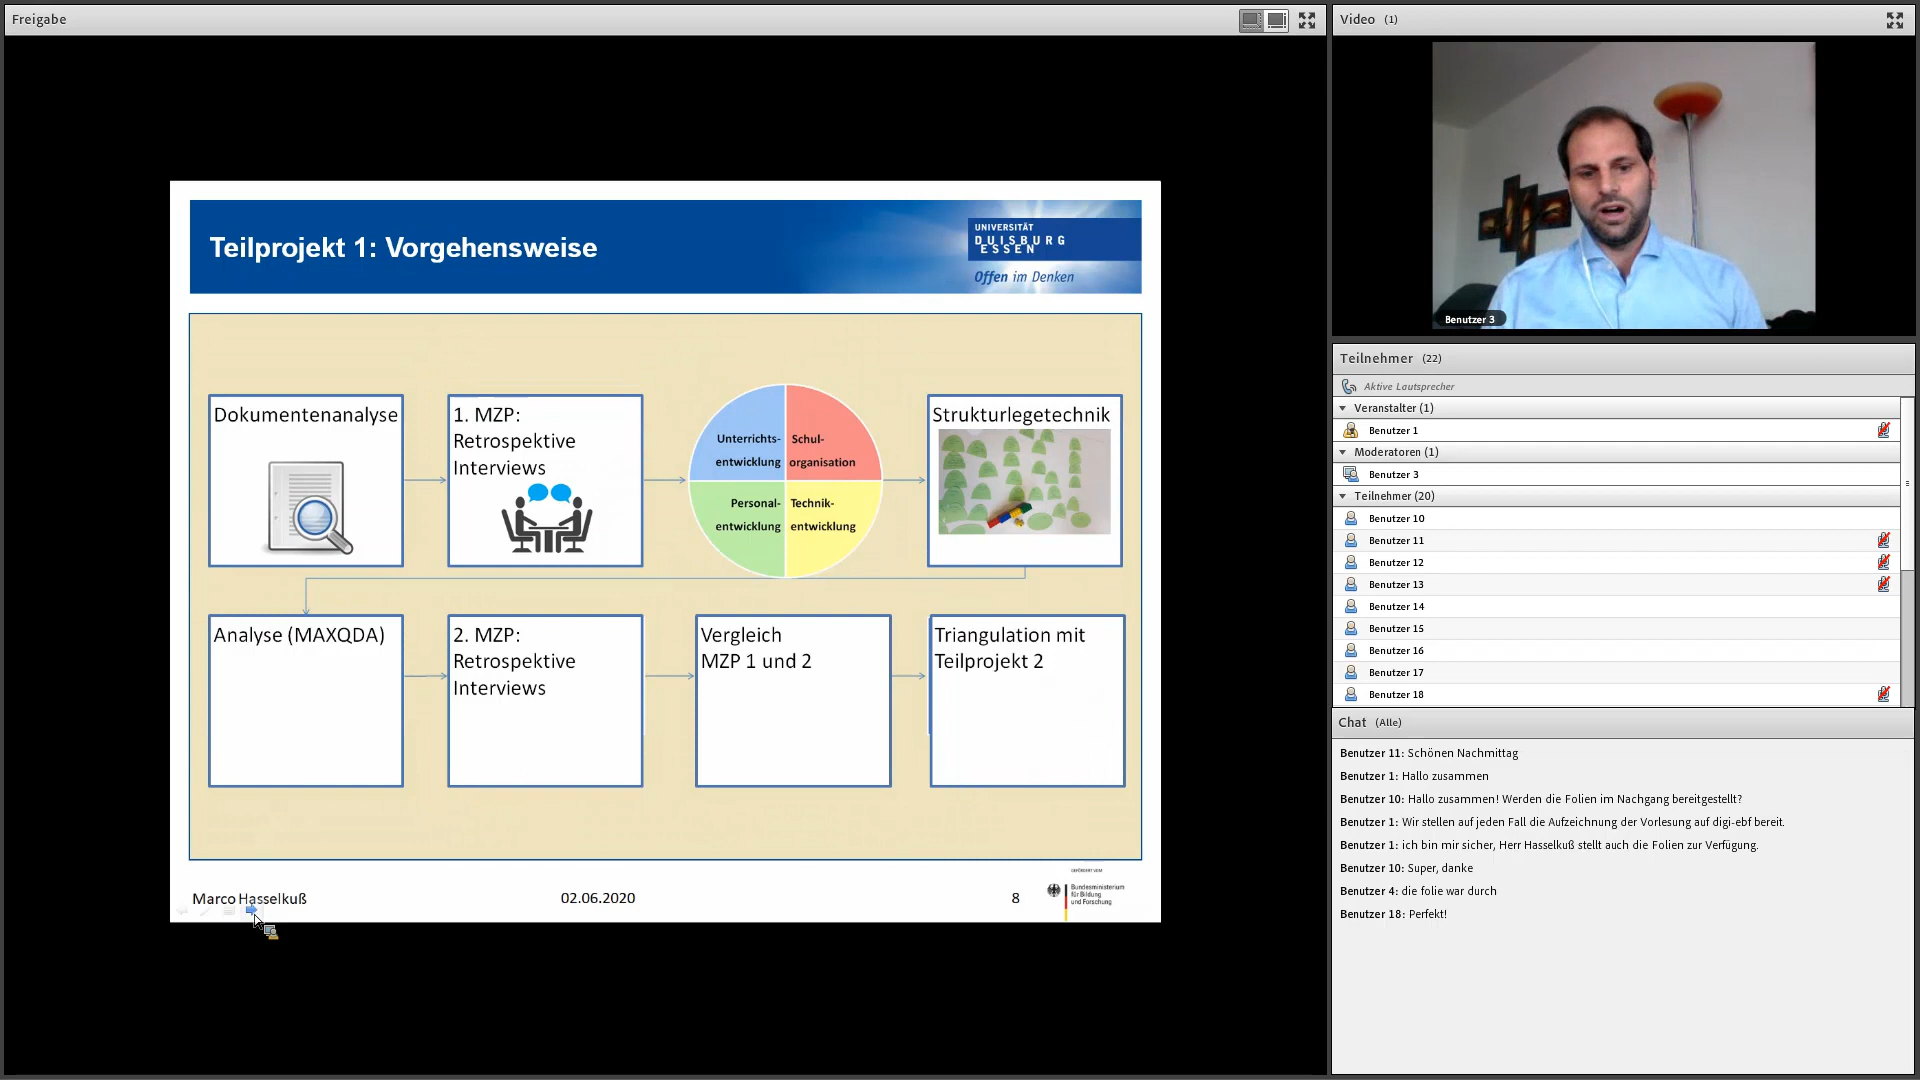 Freigabe
Teilprojekt 1: Vorgehensweise
UNIVERSITÄT
DUISBURG
ESSEN
Offen im Denken
Dokumentenanalyse
1. MZP:
Retrospektive
Interviews
Unterrichts-
entwicklung
Schul-
organisation
Personal-
entwicklung
Technik-
entwicklung
Strukturlegetechnik
Analyse (MAXQDA)
2. MZP:
Retrospektive
Interviews
Vergleich
MZP 1 und 2
Triangulation mit
Teilprojekt 2
Marco Hasselkuß
02.06.2020
8
GEFÖRDERT VOM
Bundesministerium
für Bildung
und Forschung
Video (1)
Benutzer 3
Teilnehmer (22)
Aktive Lautsprecher
Veranstalter (1)
Benutzer 1
Moderatoren (1)
Benutzer 3
Teilnehmer (20)
Benutzer 10
Benutzer 11
Benutzer 12
Benutzer 13
Benutzer 14
Benutzer 15
Benutzer 16
Benutzer 17
Benutzer 18
Chat (Alle)
Benutzer 11: Schönen Nachmittag
Benutzer 1: Hallo zusammen
Benutzer 10: Hallo zusammen! Werden die Folien im Nachgang bereitgestellt?
Benutzer 1: Wir stellen auf jeden Fall die Aufzeichnung der Vorlesung auf digi-ebf bereit.
Benutzer 1: ich bin mir sicher, Herr Hasselkuß stellt auch die Folien zur Verfügung.
Benutzer 10: Super, danke
Benutzer 4: die folie war durch
Benutzer 18: Perfekt!